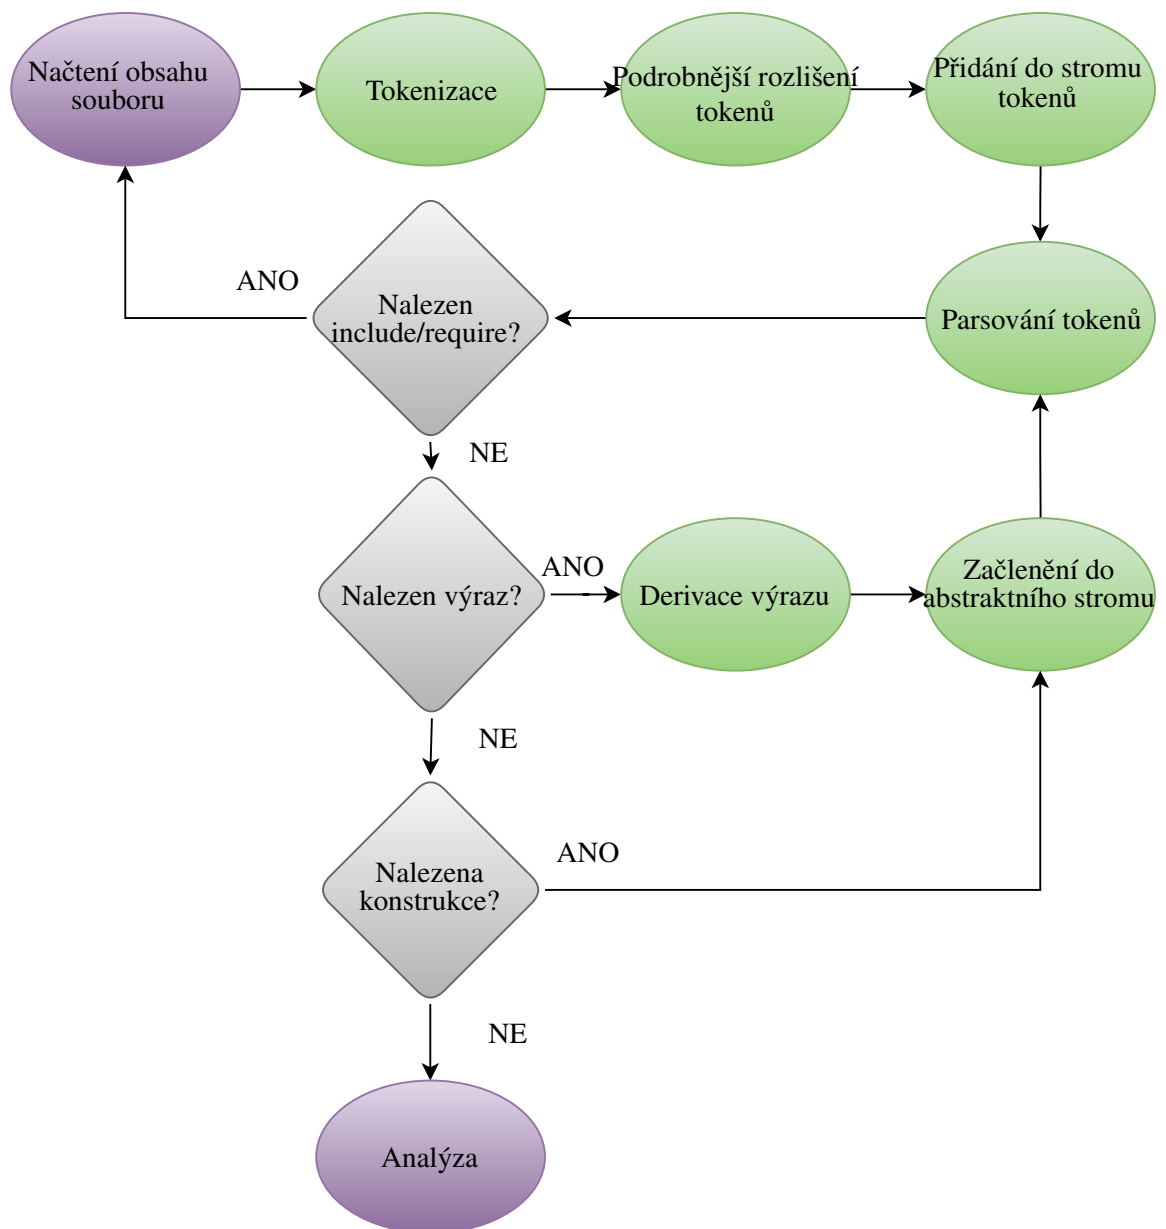 Načtení obsahu
souboru
Tokenizace
Podrobnější rozlišení
tokenů
Přidání do stromu
tokenů
ANO
Nalezen
include/require?
Parsování tokenů
NE
Nalezen výraz?
ANO
Derivace výrazu
Začlenění do
abstraktního stromu
NE
Nalezena
konstrukce?
ANO
NE
Analýza